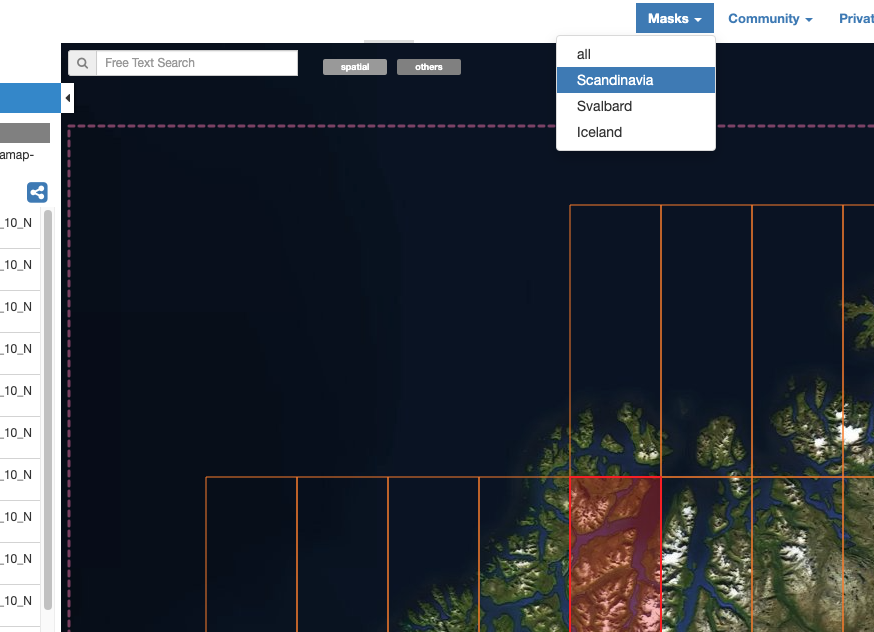 Masks
Community
Privat
all
Scandinavia
Svalbard
Iceland
Free Text Search
spatial
others
amap-
_10_N
_10_N
_10_N
_10_N
_10_N
_10_N
_10_N
_10_N
_10_N
_10_N